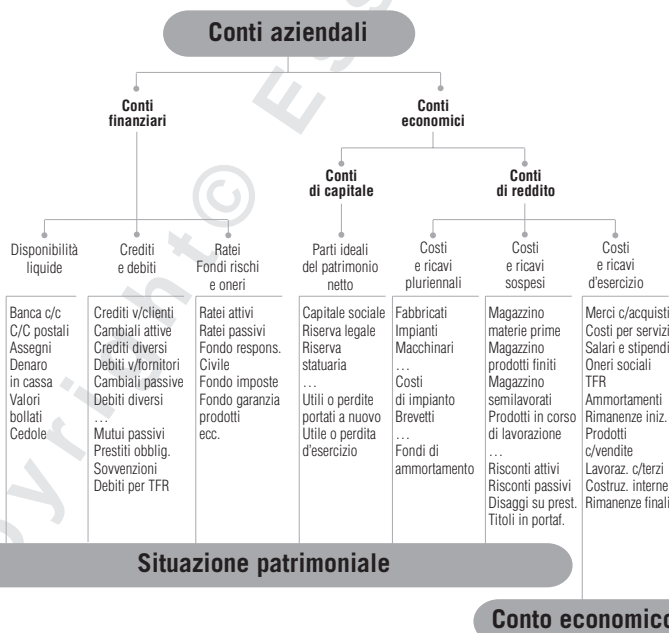 Conti aziendali
Conti
finanziari
Conti
economici
Conti
di capitale
Conti
di reddito
Disponibilità
liquide
Crediti
e debiti
Ratei
Fondi rischi
e oneri
Parti ideali
del patrimonio
netto
Costi
e ricavi
pluriennali
Costi
e ricavi
sospesi
Costi
e ricavi
d'esercizio
Banca c/c
C/C postali
Assegni
Denaro
in cassa
Valori
bollati
Cedole
Crediti v/clienti
Cambiali attive
Crediti diversi
Debiti v/fornitori
Cambiali passive
Debiti diversi
...
Mutui passivi
Prestiti obblig.
Sovvenzioni
Debiti per TFR
Ratei attivi
Ratei passivi
Fondo respons.
Civile
Fondo imposte
Fondo garanzia
prodotti
ecc.
Capitale sociale
Riserva legale
Riserva
statuaria
...
Utili o perdite
portati a nuovo
Utile o perdita
d'esercizio
Fabbricati
Impianti
Macchinari
...
Costi
di impianto
Brevetti
...
Fondi di
ammortamento
Magazzino
materie prime
Magazzino
prodotti finiti
Magazzino
semilavorati
Prodotti in corso
di lavorazione
...
Risconti attivi
Risconti passivi
Disaggi su prest.
Titoli in portaf.
Merci c/acquisti
Costi per servizi
Salari e stipendi
Oneri sociali
TFR
Ammortamenti
Rimanenze iniz.
Prodotti
c/vendite
Lavoraz. c/terzi
Costruz. interne
Rimanenze finali
Situazione patrimoniale
Conto economico